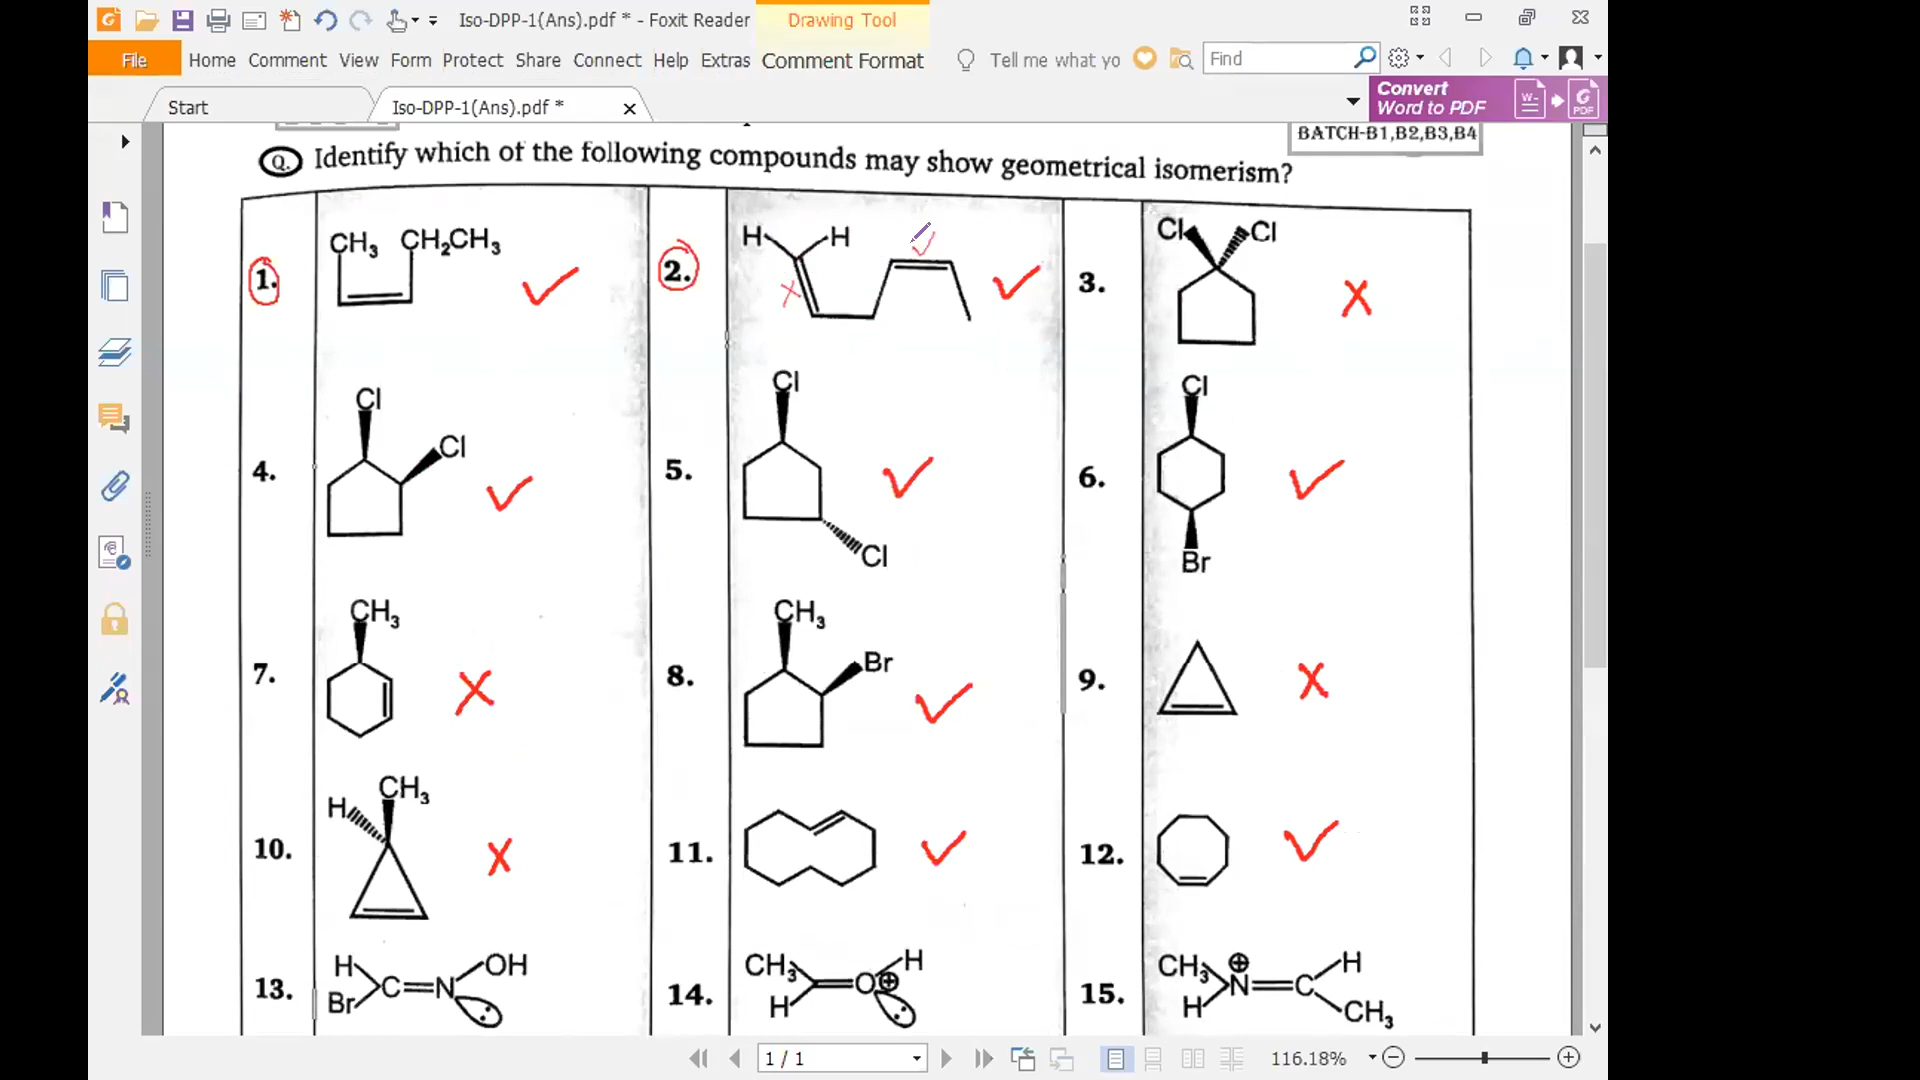 Iso-DPP-1(Ans).pdf * - Foxit Reader
Drawing Tool
File Home Comment View Form Protect Share Connect Help Extras Comment Format Tell me what yo Find
Start Iso-DPP-1(Ans).pdf *
Convert
Word to PDF
W
PDF
BATCH-B1,B2,B3,B4
Q. Identify which of the following compounds may show geometrical isomerism?
1. CH3 CH2CH3
2. H H
3. Cl Cl
4. Cl Cl
5. Cl Cl
6. Cl Br
7. CH3
8. CH3 Br
9.
10. H CH3
11.
12.
13. H Br C=N OH
14. CH3 H O⊕ H
15. CH3 H N⊕=C H CH3
1 / 1
116.18%